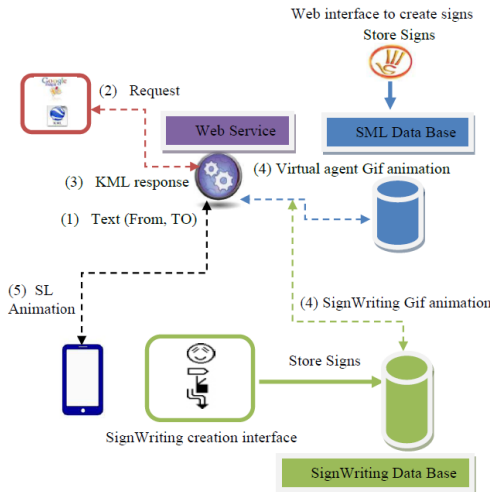 Web interface to create signs
Store Signs
Google
(2) Request
Web Service
SML Data Base
(3) KML response
(4) Virtual agent Gif animation
(1) Text (From, TO)
(5) SL
Animation
(4) SignWriting Gif animation
Store Signs
SignWriting creation interface
SignWriting Data Base